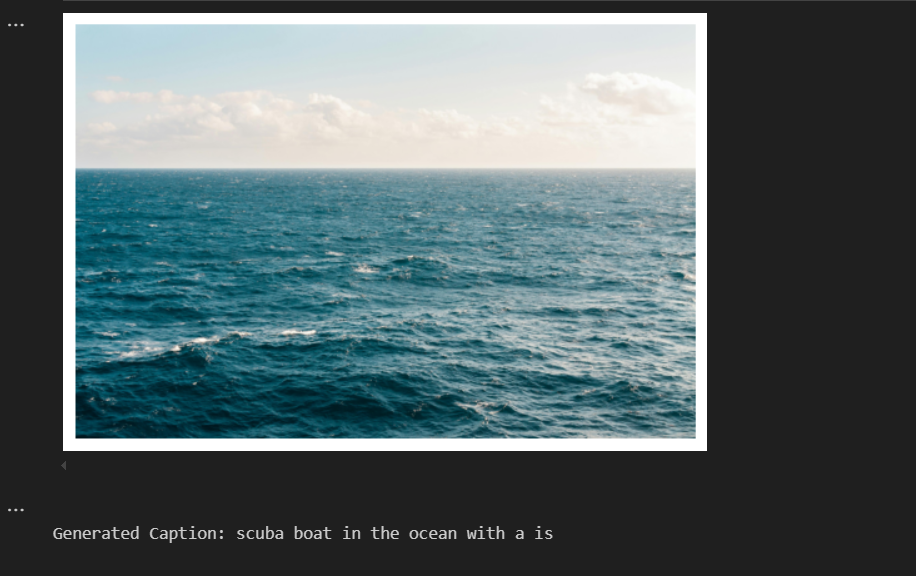 Generated Caption: scuba boat in the ocean with a is